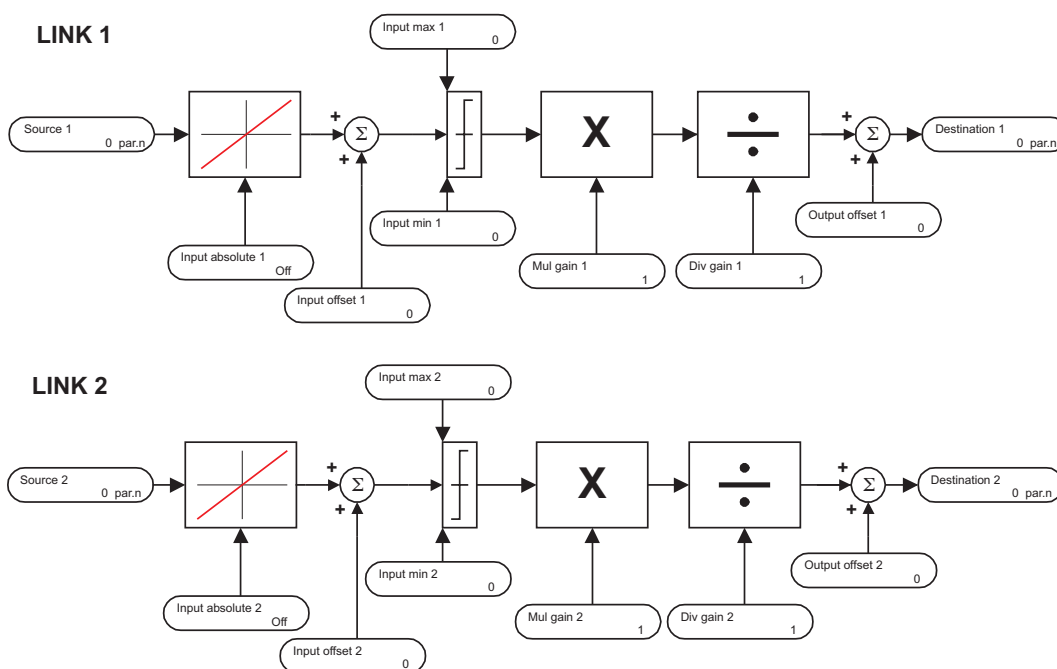 LINK 1
Input max 1
0
Source 1
0 par.n
+
+
Σ
X
÷
+
+
Σ
Destination 1
0 par.n
Input absolute 1
Off
Input offset 1
0
Input min 1
0
Mul gain 1
1
Div gain 1
1
Output offset 1
0
LINK 2
Input max 2
0
Source 2
0 par.n
+
+
Σ
X
÷
+
+
Σ
Destination 2
0 par.n
Input absolute 2
Off
Input offset 2
0
Input min 2
0
Mul gain 2
1
Div gain 2
1
Output offset 2
0